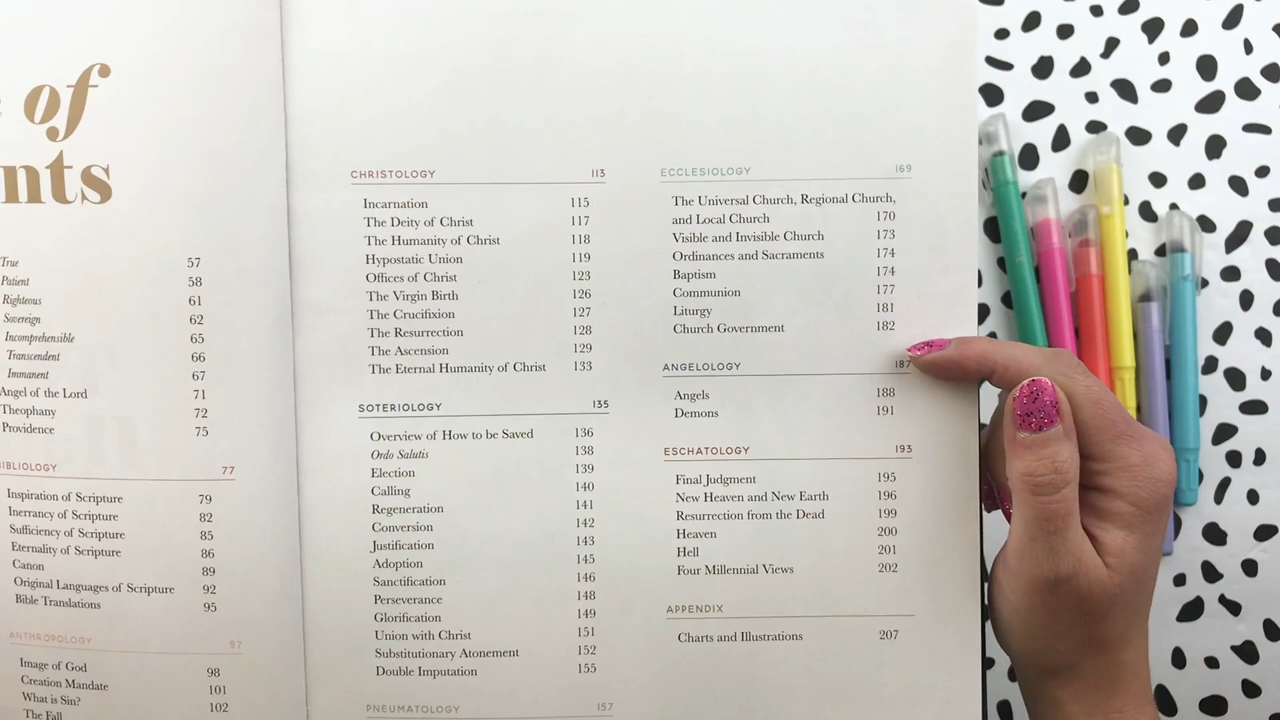 of
nts
True 57
Patient 58
Righteous 61
Sovereign 62
Incomprehensible 65
Transcendent 66
Immanent 67
Angel of the Lord 71
Theophany 72
Providence 75
BIBLIOLOGY 77
Inspiration of Scripture 79
Inerrancy of Scripture 82
Sufficiency of Scripture 85
Eternality of Scripture 86
Canon 89
Original Languages of Scripture 92
Bible Translations 95
ANTHROPOLOGY 97
Image of God 98
Creation Mandate 101
What is Sin? 102
The Fall
CHRISTOLOGY 113
Incarnation 115
The Deity of Christ 117
The Humanity of Christ 118
Hypostatic Union 119
Offices of Christ 123
The Virgin Birth 126
The Crucifixion 127
The Resurrection 128
The Ascension 129
The Eternal Humanity of Christ 133
SOTERIOLOGY 135
Overview of How to be Saved 136
Ordo Salutis 138
Election 139
Calling 140
Regeneration 141
Conversion 142
Justification 143
Adoption 145
Sanctification 146
Perseverance 148
Glorification 149
Union with Christ 151
Substitutionary Atonement 152
Double Imputation 155
PNEUMATOLOGY 157
ECCLESIOLOGY 169
The Universal Church, Regional Church,
and Local Church 170
Visible and Invisible Church 173
Ordinances and Sacraments 174
Baptism 174
Communion 177
Liturgy 181
Church Government 182
ANGELOLOGY 187
Angels 188
Demons 191
ESCHATOLOGY 193
Final Judgment 195
New Heaven and New Earth 196
Resurrection from the Dead 199
Heaven 200
Hell 201
Four Millennial Views 202
APPENDIX
Charts and Illustrations 207